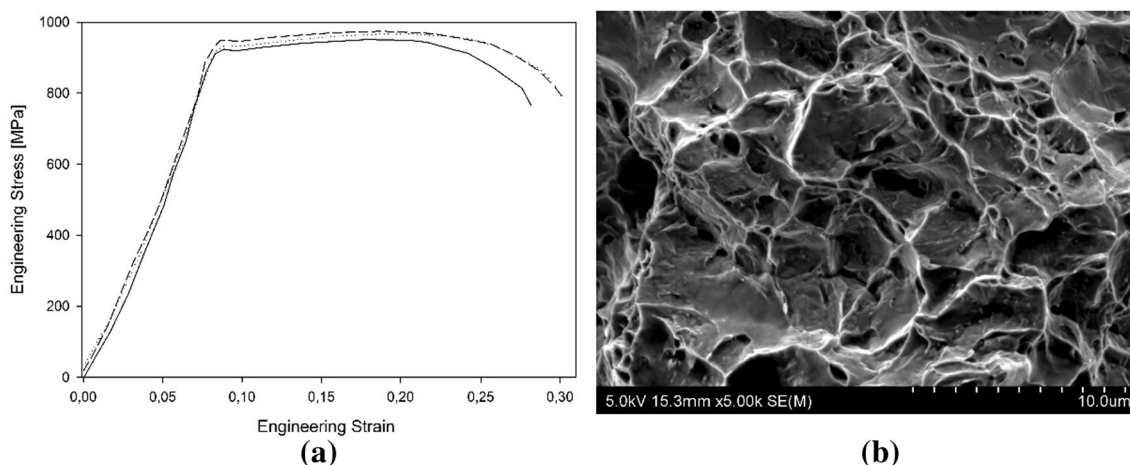 1000
800
600
400
200
0
Engineering Stress [MPa]
0,00 0,05 0,10 0,15 0,20 0,25 0,30
Engineering Strain
(a)
5.0kV 15.3mm x5.00k SE(M) 10.0um
(b)